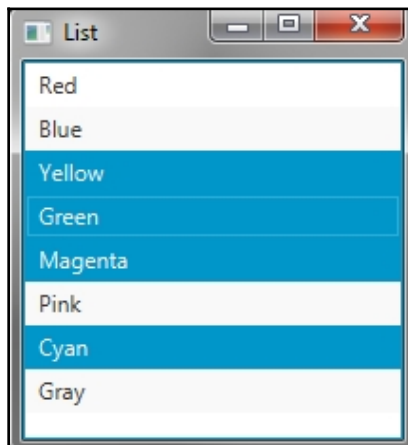 List
Red
Blue
Yellow
Green
Magenta
Pink
Cyan
Gray